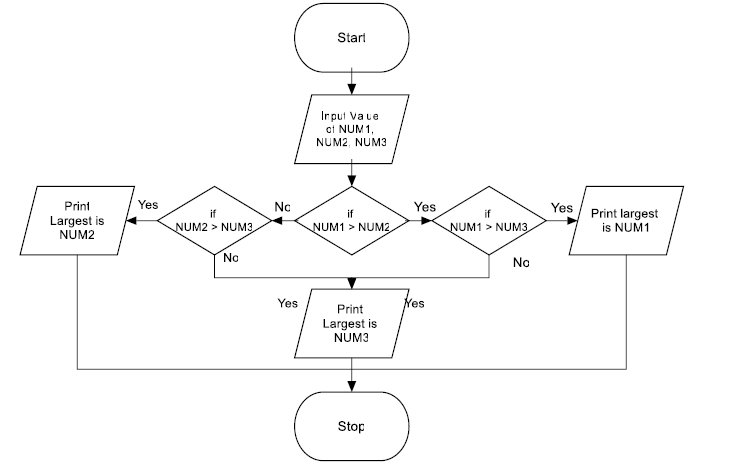 Start
Input Value
of NUM1,
NUM2, NUM3
Print
Largest is
NUM2
Yes
if
NUM2 > NUM3
No
if
NUM1 > NUM2
Yes
if
NUM1 > NUM3
Yes
Print largest
is NUM1
No
No
Yes
Print
Largest is
NUM3
Yes
Stop